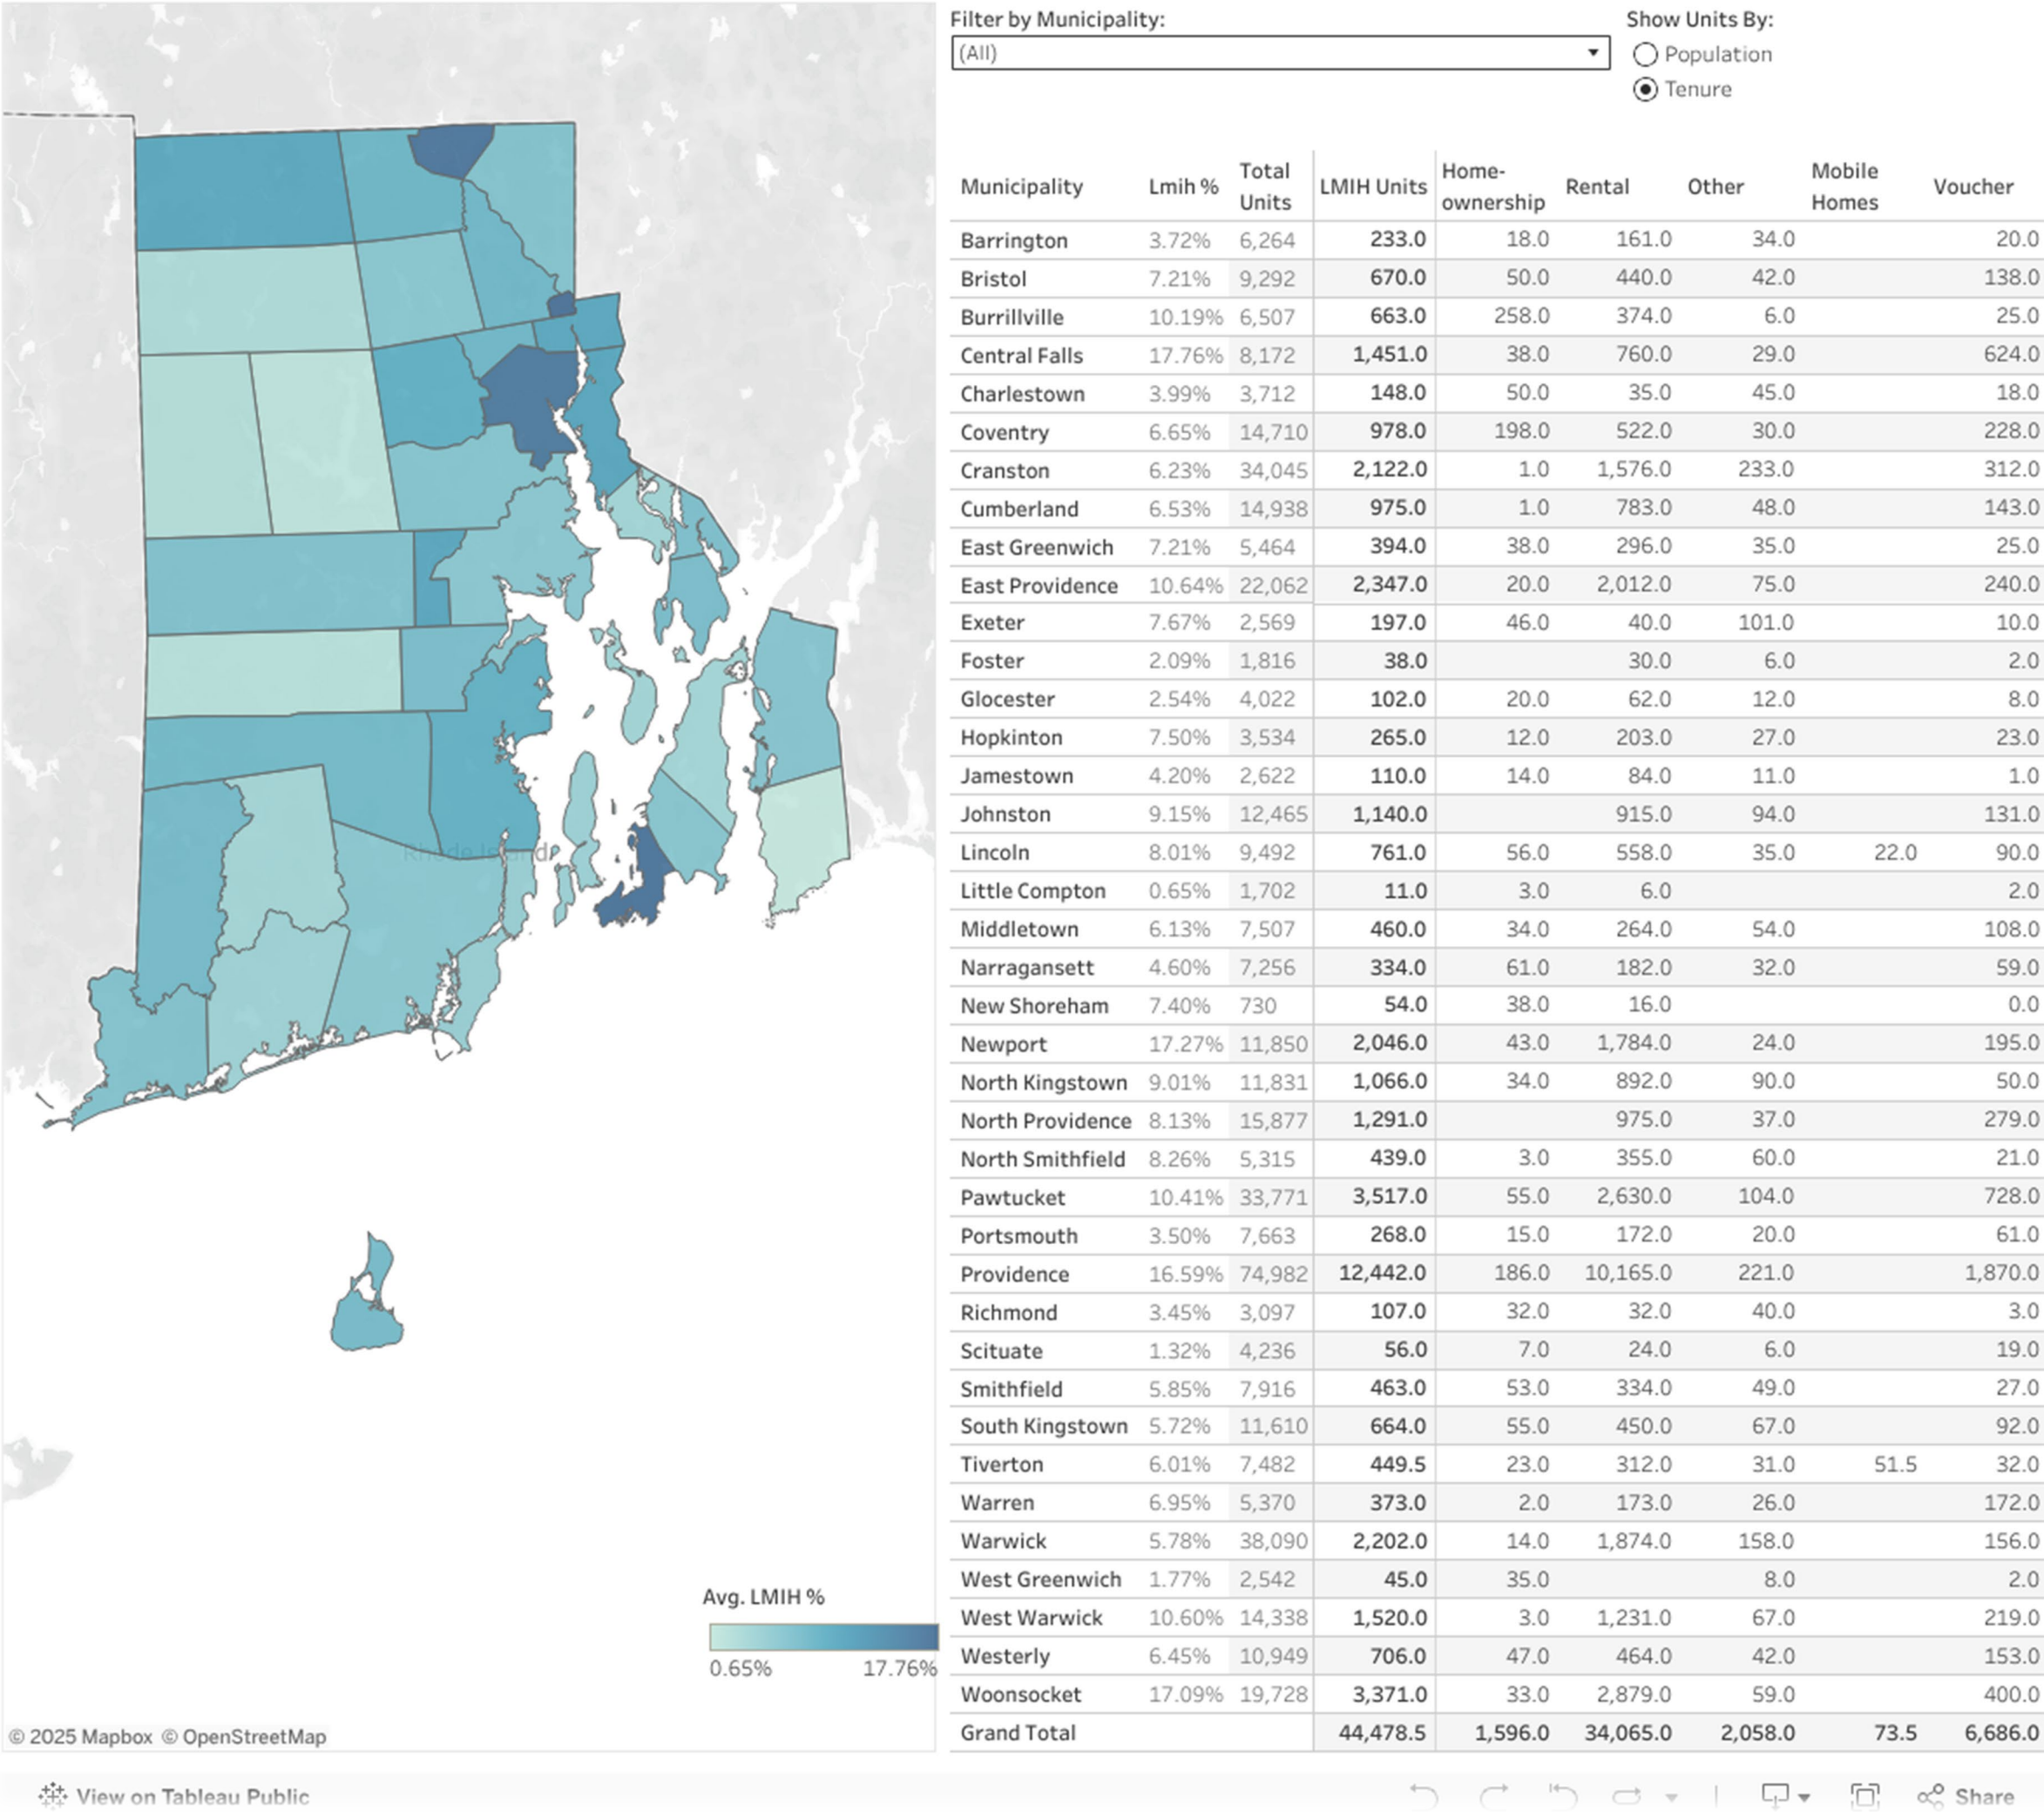 Filter by Municipality:
(All)
Show Units By:
Population
Tenure
Municipality Lmih % Total Units LMIH Units Home-ownership Rental Other Mobile Homes Voucher
Barrington 3.72% 6,264 233.0 18.0 161.0 34.0 20.0
Bristol 7.21% 9,292 670.0 50.0 440.0 42.0 138.0
Burrillville 10.19% 6,507 663.0 258.0 374.0 6.0 25.0
Central Falls 17.76% 8,172 1,451.0 38.0 760.0 29.0 624.0
Charlestown 3.99% 3,712 148.0 50.0 35.0 45.0 18.0
Coventry 6.65% 14,710 978.0 198.0 522.0 30.0 228.0
Cranston 6.23% 34,045 2,122.0 1.0 1,576.0 233.0 312.0
Cumberland 6.53% 14,938 975.0 1.0 783.0 48.0 143.0
East Greenwich 7.21% 5,464 394.0 38.0 296.0 35.0 25.0
East Providence 10.64% 22,062 2,347.0 20.0 2,012.0 75.0 240.0
Exeter 7.67% 2,569 197.0 46.0 40.0 101.0 10.0
Foster 2.09% 1,816 38.0 30.0 6.0 2.0
Glocester 2.54% 4,022 102.0 20.0 62.0 12.0 8.0
Hopkinton 7.50% 3,534 265.0 12.0 203.0 27.0 23.0
Jamestown 4.20% 2,622 110.0 14.0 84.0 11.0 1.0
Johnston 9.15% 12,465 1,140.0 915.0 94.0 131.0
Lincoln 8.01% 9,492 761.0 56.0 558.0 35.0 22.0 90.0
Little Compton 0.65% 1,702 11.0 3.0 6.0 2.0
Middletown 6.13% 7,507 460.0 34.0 264.0 54.0 108.0
Narragansett 4.60% 7,256 334.0 61.0 182.0 32.0 59.0
New Shoreham 7.40% 730 54.0 38.0 16.0 0.0
Newport 17.27% 11,850 2,046.0 43.0 1,784.0 24.0 195.0
North Kingstown 9.01% 11,831 1,066.0 34.0 892.0 90.0 50.0
North Providence 8.13% 15,877 1,291.0 975.0 37.0 279.0
North Smithfield 8.26% 5,315 439.0 3.0 355.0 60.0 21.0
Pawtucket 10.41% 33,771 3,517.0 55.0 2,630.0 104.0 728.0
Portsmouth 3.50% 7,663 268.0 15.0 172.0 20.0 61.0
Providence 16.59% 74,982 12,442.0 186.0 10,165.0 221.0 1,870.0
Richmond 3.45% 3,097 107.0 32.0 32.0 40.0 3.0
Scituate 1.32% 4,236 56.0 7.0 24.0 6.0 19.0
Smithfield 5.85% 7,916 463.0 53.0 334.0 49.0 27.0
South Kingstown 5.72% 11,610 664.0 55.0 450.0 67.0 92.0
Tiverton 6.01% 7,482 449.5 23.0 312.0 31.0 51.5 32.0
Warren 6.95% 5,370 373.0 2.0 173.0 26.0 172.0
Warwick 5.78% 38,090 2,202.0 14.0 1,874.0 158.0 156.0
West Greenwich 1.77% 2,542 45.0 35.0 8.0 2.0
West Warwick 10.60% 14,338 1,520.0 3.0 1,231.0 67.0 219.0
Westerly 6.45% 10,949 706.0 47.0 464.0 42.0 153.0
Woonsocket 17.09% 19,728 3,371.0 33.0 2,879.0 59.0 400.0
Grand Total 44,478.5 1,596.0 34,065.0 2,058.0 73.5 6,686.0
Rhode Island
Avg. LMIH %
0.65% 17.76%
© 2025 Mapbox © OpenStreetMap
View on Tableau Public
Share